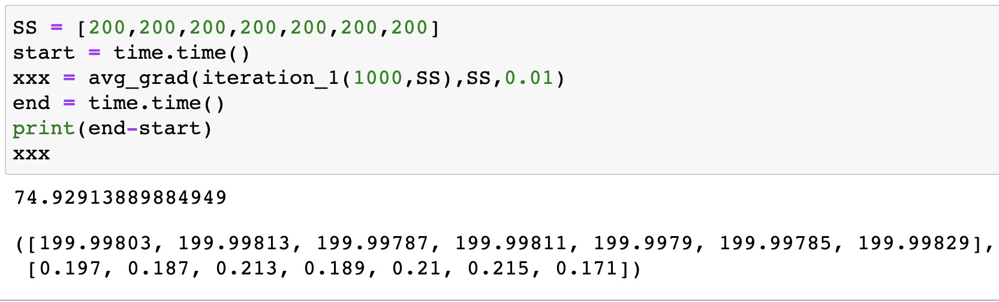 SS = [200,200,200,200,200,200,200]
start = time.time()
xxx = avg_grad(iteration_1(1000,SS),SS,0.01)
end = time.time()
print(end-start)
xxx
74.92913889884949
([199.99803, 199.99813, 199.99787, 199.99811, 199.9979, 199.99785, 199.99829],
[0.197, 0.187, 0.213, 0.189, 0.21, 0.215, 0.171])